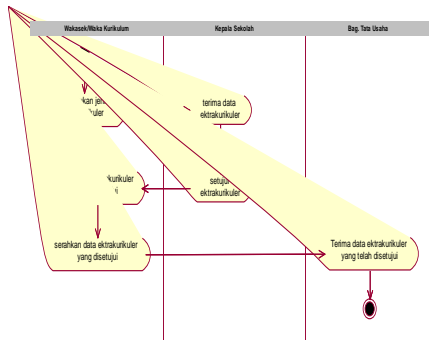 Wakasek/Waka Kurikulum
Kepala Sekolah
Bag. Tata Usaha
terima data
ektrakurikuler
setujui
ektrakurikuler
serahkan data ektrakurikuler
yang disetujui
Terima data ektrakurikuler
yang telah disetujui